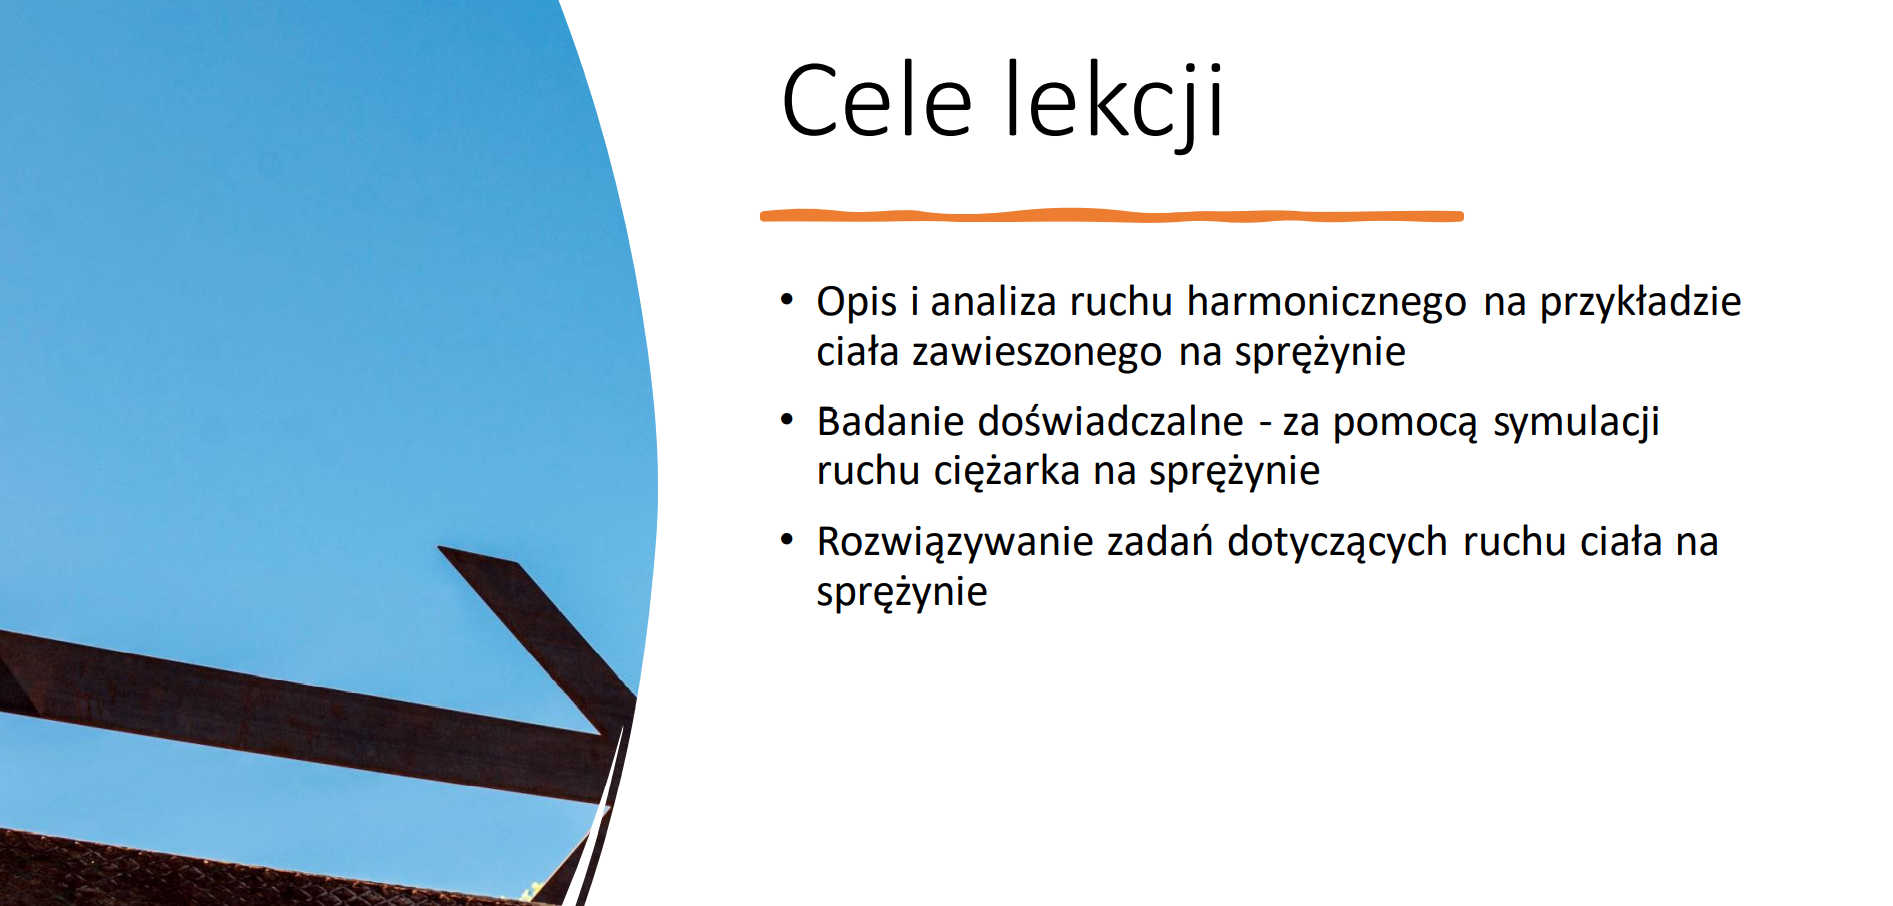 Cele lekcji
• Opis i analiza ruchu harmonicznego na przykładzie
ciała zawieszonego na sprężynie
• Badanie doświadczalne - za pomocą symulacji
ruchu ciężarka na sprężynie
• Rozwiązywanie zadań dotyczących ruchu ciała na
sprężynie